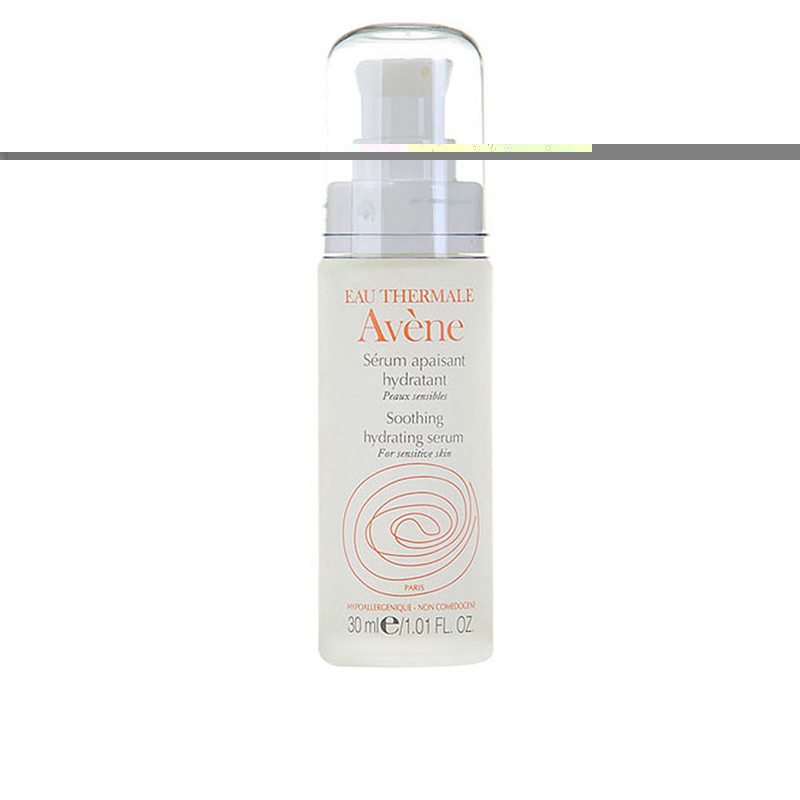 EAU THERMALE
Avène
Sérum apaisant
hydratant
Peaux sensibles
Soothing
hydrating serum
For sensitive skin
PARIS
HYPOALLERGENIQUE - NON COMEDOGENE
30 ml e/1.01 FL. OZ.